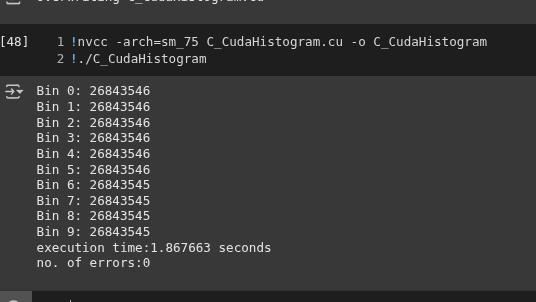 [48] 1 !nvcc -arch=sm_75 C_CudaHistogram.cu -o C_CudaHistogram
2 !./C_CudaHistogram
Bin 0: 26843546
Bin 1: 26843546
Bin 2: 26843546
Bin 3: 26843546
Bin 4: 26843546
Bin 5: 26843546
Bin 6: 26843545
Bin 7: 26843545
Bin 8: 26843545
Bin 9: 26843545
execution time:1.867663 seconds
no. of errors:0